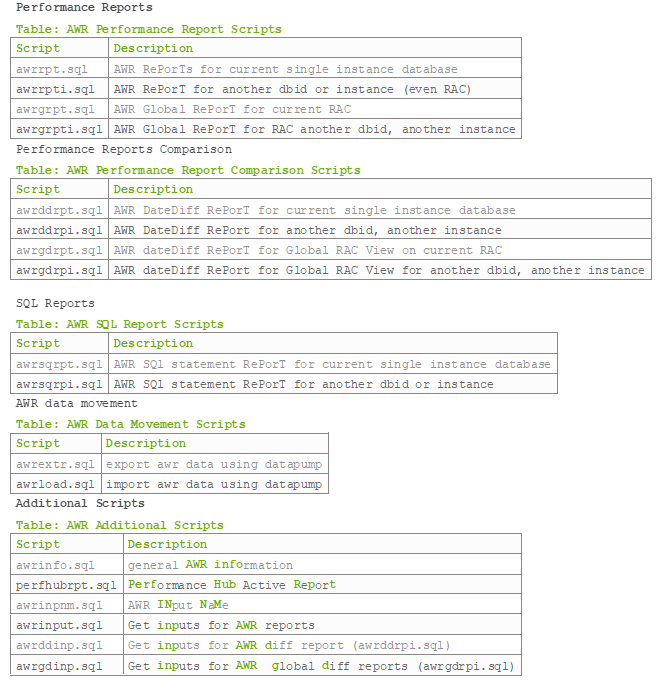 Performance Reports
Table: AWR Performance Report Scripts
Script Description
awrrpt.sql AWR RePorTs for current single instance database
awrrpti.sql AWR RePorT for another dbid or instance (even RAC)
awrgrpt.sql AWR Global RePorT for current RAC
awrgrpti.sql AWR Global RePorT for RAC another dbid, another instance
Performance Reports Comparison
Table: AWR Performance Report Comparison Scripts
Script Description
awrddrpt.sql AWR DateDiff RePorT for current single instance database
awrddrpi.sql AWR DateDiff RePort for another dbid, another instance
awrgdrpt.sql AWR dateDiff RePorT for Global RAC View on current RAC
awrgdrpi.sql AWR dateDiff RePort for Global RAC View for another dbid, another instance
SQL Reports
Table: AWR SQL Report Scripts
Script Description
awrsqrpt.sql AWR SQl statement RePorT for current single instance database
awrsqrpi.sql AWR SQl statement RePorT for another dbid or instance
AWR data movement
Table: AWR Data Movement Scripts
Script Description
awrextr.sql export awr data using datapump
awrload.sql import awr data using datapump
Additional Scripts
Table: AWR Additional Scripts
Script Description
awrinfo.sql general AWR information
perfhubrpt.sql Performance Hub Active Report
awrinpnm.sql AWR INput NaMe
awrinput.sql Get inputs for AWR reports
awrddinp.sql Get inputs for AWR diff report (awrddrpi.sql)
awrgdinp.sql Get inputs for AWR global diff reports (awrgdrpi.sql)